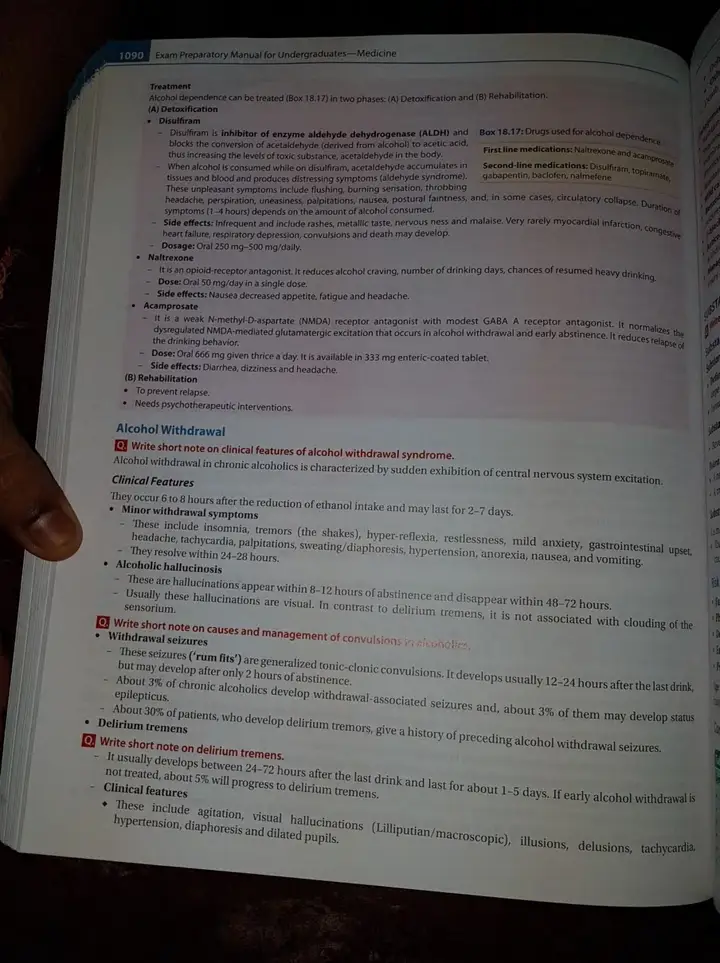 1090 Exam Preparatory Manual for Undergraduates—Medicine
Treatment
Alcohol dependence can be treated (Box 18.17) in two phases: (A) Detoxification and (B) Rehabilitation.
(A) Detoxification
• Disulfiram
– Disulfiram is inhibitor of enzyme aldehyde dehydrogenase (ALDH) and
blocks the conversion of acetaldehyde (derived from alcohol) to acetic acid,
thus increasing the levels of toxic substance, acetaldehyde in the body.
– When alcohol is consumed while on disulfiram, acetaldehyde accumulates in
tissues and blood and produces distressing symptoms (aldehyde syndrome).
These unpleasant symptoms include flushing, burning sensation, throbbing
headache, perspiration, uneasiness, palpitations, nausea, postural faintness, and, in some cases, circulatory collapse. Duration of
symptoms (1–4 hours) depends on the amount of alcohol consumed.
Box 18.17: Drugs used for alcohol dependence
First line medications: Naltrexone and acamprosate
Second-line medications: Disulfiram, topiramate,
gabapentin, baclofen, nalmefene
– Side effects: Infrequent and include rashes, metallic taste, nervous ness and malaise. Very rarely myocardial infarction, congestive
heart failure, respiratory depression, convulsions and death may develop.
– Dosage: Oral 250 mg–500 mg/daily.
• Naltrexone
– It is an opioid-receptor antagonist. It reduces alcohol craving, number of drinking days, chances of resumed heavy drinking.
– Dose: Oral 50 mg/day in a single dose.
– Side effects: Nausea decreased appetite, fatigue and headache.
• Acamprosate
– It is a weak N-methyl-D-aspartate (NMDA) receptor antagonist with modest GABA A receptor antagonist. It normalizes the
dysregulated NMDA-mediated glutamatergic excitation that occurs in alcohol withdrawal and early abstinence. It reduces relapse of
the drinking behavior.
– Dose: Oral 666 mg given thrice a day. It is available in 333 mg enteric-coated tablet.
– Side effects: Diarrhea, dizziness and headache.
(B) Rehabilitation
• To prevent relapse.
• Needs psychotherapeutic interventions.
Alcohol Withdrawal
Q. Write short note on clinical features of alcohol withdrawal syndrome.
Alcohol withdrawal in chronic alcoholics is characterized by sudden exhibition of central nervous system excitation.
Clinical Features
They occur 6 to 8 hours after the reduction of ethanol intake and may last for 2–7 days.
• Minor withdrawal symptoms
– These include insomnia, tremors (the shakes), hyper-reflexia, restlessness, mild anxiety, gastrointestinal upset,
headache, tachycardia, palpitations, sweating/diaphoresis, hypertension, anorexia, nausea, and vomiting.
– They resolve within 24–28 hours.
• Alcoholic hallucinosis
– These are hallucinations appear within 8–12 hours of abstinence and disappear within 48–72 hours.
– Usually these hallucinations are visual. In contrast to delirium tremens, it is not associated with clouding of the
sensorium.
Q. Write short note on causes and management of convulsions in alcoholics.
• Withdrawal seizures
– These seizures ('rum fits') are generalized tonic-clonic convulsions. It develops usually 12–24 hours after the last drink,
but may develop after only 2 hours of abstinence.
– About 3% of chronic alcoholics develop withdrawal-associated seizures and, about 3% of them may develop status
epilepticus.
– About 30% of patients, who develop delirium tremors, give a history of preceding alcohol withdrawal seizures.
• Delirium tremens
Q. Write short note on delirium tremens.
– It usually develops between 24–72 hours after the last drink and last for about 1–5 days. If early alcohol withdrawal is
not treated, about 5% will progress to delirium tremens.
– Clinical features
◆ These include agitation, visual hallucinations (Lilliputian/macroscopic), illusions, delusions, tachycardia,
hypertension, diaphoresis and dilated pupils.